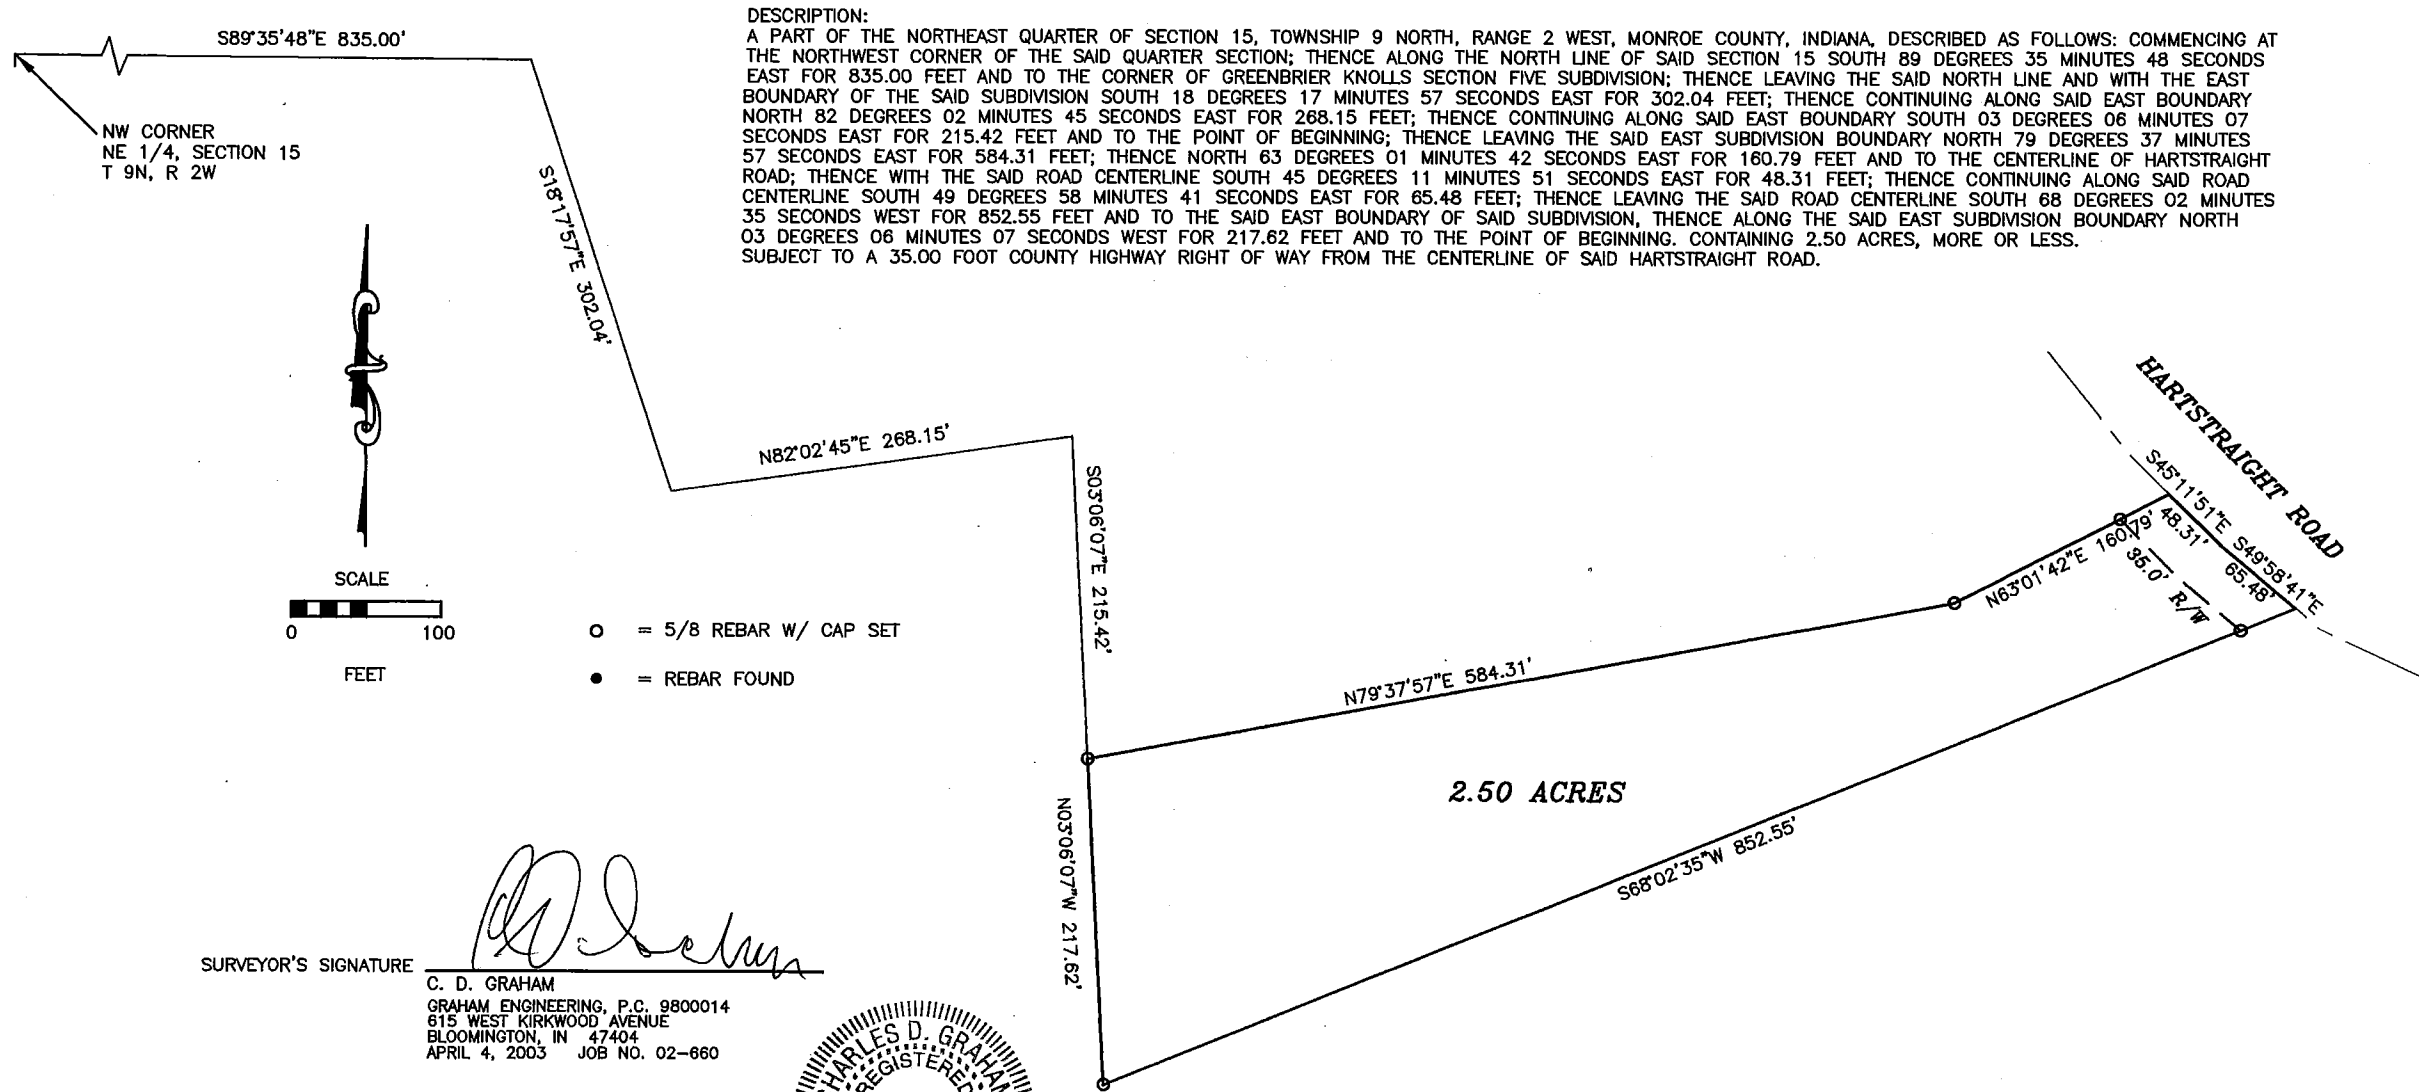 DESCRIPTION:
A PART OF THE NORTHEAST QUARTER OF SECTION 15, TOWNSHIP 9 NORTH, RANGE 2 WEST, MONROE COUNTY, INDIANA, DESCRIBED AS FOLLOWS: COMMENCING AT
THE NORTHWEST CORNER OF THE SAID QUARTER SECTION; THENCE ALONG THE NORTH LINE OF SAID SECTION 15 SOUTH 89 DEGREES 35 MINUTES 48 SECONDS
EAST FOR 835.00 FEET AND TO THE CORNER OF GREENBRIER KNOLLS SECTION FIVE SUBDIVISION; THENCE LEAVING THE SAID NORTH LINE AND WITH THE EAST
BOUNDARY OF THE SAID SUBDIVISION SOUTH 18 DEGREES 17 MINUTES 57 SECONDS EAST FOR 302.04 FEET; THENCE CONTINUING ALONG SAID EAST BOUNDARY
NORTH 82 DEGREES 02 MINUTES 45 SECONDS EAST FOR 268.15 FEET; THENCE CONTINUING ALONG SAID EAST BOUNDARY SOUTH 03 DEGREES 06 MINUTES 07
SECONDS EAST FOR 215.42 FEET AND TO THE POINT OF BEGINNING; THENCE LEAVING THE SAID EAST SUBDIVISION BOUNDARY NORTH 79 DEGREES 37 MINUTES
57 SECONDS EAST FOR 584.31 FEET; THENCE NORTH 63 DEGREES 01 MINUTES 42 SECONDS EAST FOR 160.79 FEET AND TO THE CENTERLINE OF HARTSTRAIGHT
ROAD; THENCE WITH THE SAID ROAD CENTERLINE SOUTH 45 DEGREES 11 MINUTES 51 SECONDS EAST FOR 48.31 FEET; THENCE CONTINUING ALONG SAID ROAD
CENTERLINE SOUTH 49 DEGREES 58 MINUTES 41 SECONDS EAST FOR 65.48 FEET; THENCE LEAVING THE SAID ROAD CENTERLINE SOUTH 68 DEGREES 02 MINUTES
35 SECONDS WEST FOR 852.55 FEET AND TO THE SAID EAST BOUNDARY OF SAID SUBDIVISION, THENCE ALONG THE SAID EAST SUBDIVISION BOUNDARY NORTH
03 DEGREES 06 MINUTES 07 SECONDS WEST FOR 217.62 FEET AND TO THE POINT OF BEGINNING. CONTAINING 2.50 ACRES, MORE OR LESS.
SUBJECT TO A 35.00 FOOT COUNTY HIGHWAY RIGHT OF WAY FROM THE CENTERLINE OF SAID HARTSTRAIGHT ROAD.
S89°35'48"E 835.00'
NW CORNER
NE 1/4, SECTION 15
T 9N, R 2W
S18°17'57"E 302.04'
N82°02'45"E 268.15'
S03°06'07"E 215.42'
HARTSTRAIGHT ROAD
S45°11'51"E
48.31'
S49°58'41"E
65.48'
N63°01'42"E 160.79'
35.0' R/W
N79°37'57"E 584.31'
SCALE
0 100
FEET
= 5/8 REBAR W/ CAP SET
= REBAR FOUND
2.50 ACRES
N03°06'07"W 217.62'
S68°02'35"W 852.55'
SURVEYOR'S SIGNATURE
C. D. GRAHAM
GRAHAM ENGINEERING, P.C. 9800014
615 WEST KIRKWOOD AVENUE
BLOOMINGTON, IN 47404
APRIL 4, 2003 JOB NO. 02-660
CHARLES D. GRAHAM
REGISTERED